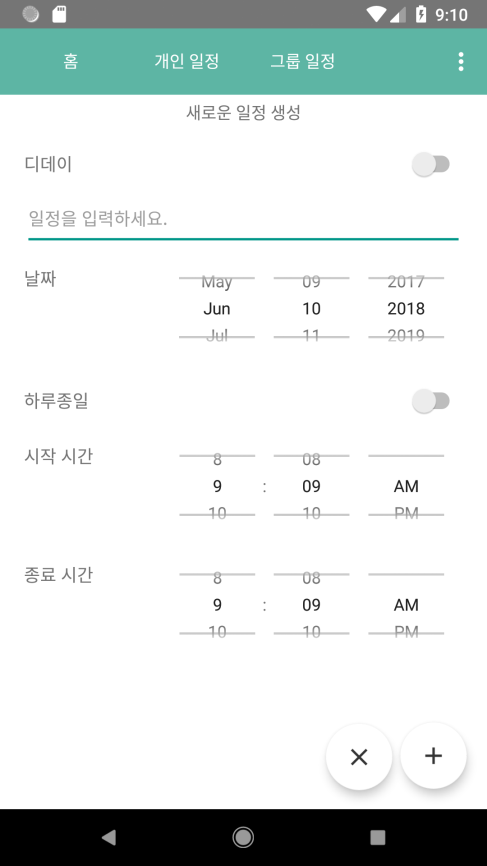 9:10
홈 개인 일정 그룹 일정
새로운 일정 생성
디데이
일정을 입력하세요.
May 09 2017
날짜
Jun 10 2018
Jul 11 2019
하루종일
8 08
시작 시간
9 : 09 AM
10 10 PM
8 08
종료 시간
9 : 09 AM
10 10 PM